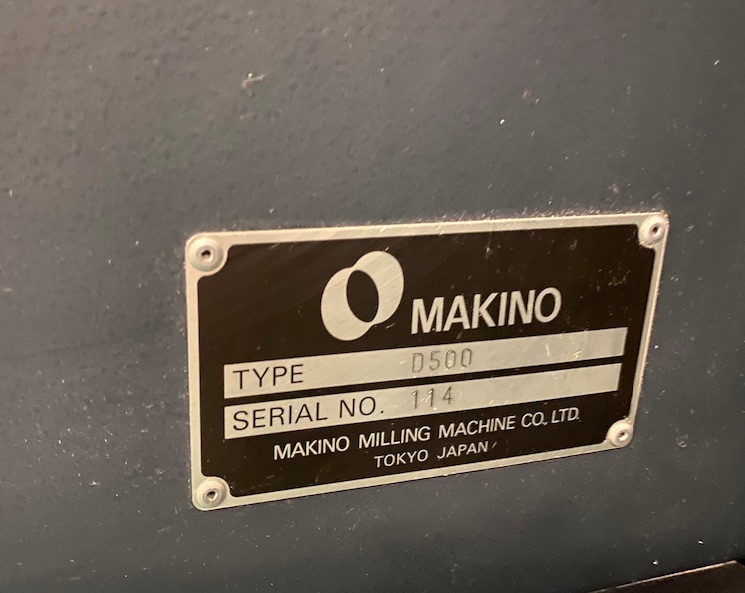 MAKINO
TYPE D500
SERIAL NO. 114
MAKINO MILLING MACHINE CO., LTD.
TOKYO JAPAN